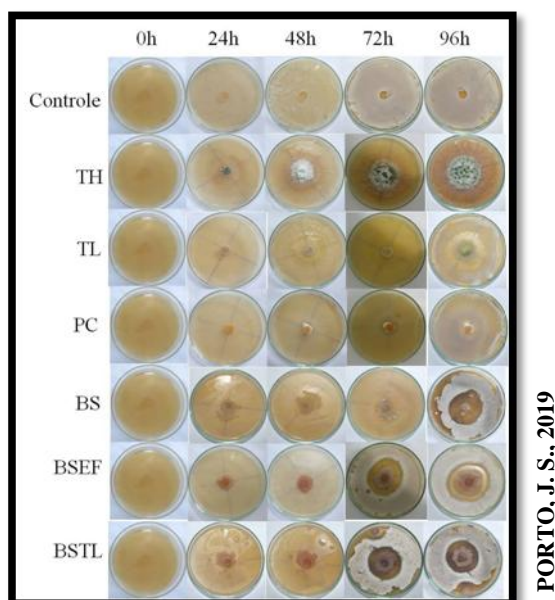 0h 24h 48h 72h 96h
Controle
TH
TL
PC
BS
BSEF
BSTL
PORTO, J. S., 2019